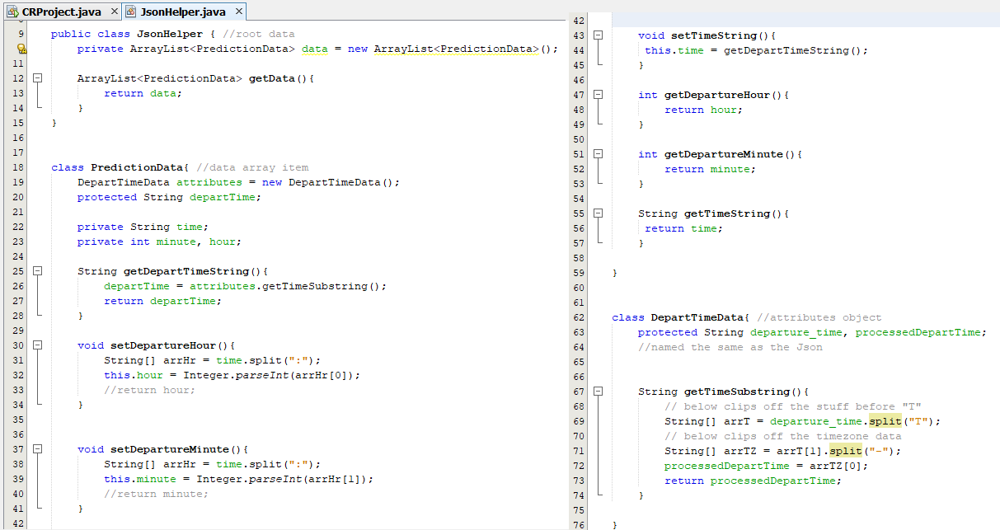 CRProject.java × JsonHelper.java ×
9 public class JsonHelper { //root data
private ArrayList<PredictionData> data = new ArrayList<PredictionData>();
11
12 ArrayList<PredictionData> getData(){
13 return data;
14 }
15 }
16
17
18 class PredictionData{ //data array item
19 DepartTimeData attributes = new DepartTimeData();
20 protected String departTime;
21
22 private String time;
23 private int minute, hour;
24
25 String getDepartTimeString(){
26 departTime = attributes.getTimeSubstring();
27 return departTime;
28 }
29
30 void setDepartureHour(){
31 String[] arrHr = time.split(":");
32 this.hour = Integer.parseInt(arrHr[0]);
33 //return hour;
34 }
35
36
37 void setDepartureMinute(){
38 String[] arrHr = time.split(":");
39 this.minute = Integer.parseInt(arrHr[1]);
40 //return minute;
41 }
42
42
43 void setTimeString(){
44 this.time = getDepartTimeString();
45 }
46
47 int getDepartureHour(){
48 return hour;
49 }
50
51 int getDepartureMinute(){
52 return minute;
53 }
54
55 String getTimeString(){
56 return time;
57 }
58
59 }
60
61
62 class DepartTimeData{ //attributes object
63 protected String departure_time, processedDepartTime;
64 //named the same as the Json
65
66
67 String getTimeSubstring(){
68 // below clips off the stuff before "T"
69 String[] arrT = departure_time.split("T");
70 // below clips off the timezone data
71 String[] arrTZ = arrT[1].split("-");
72 processedDepartTime = arrTZ[0];
73 return processedDepartTime;
74 }
75
76 }